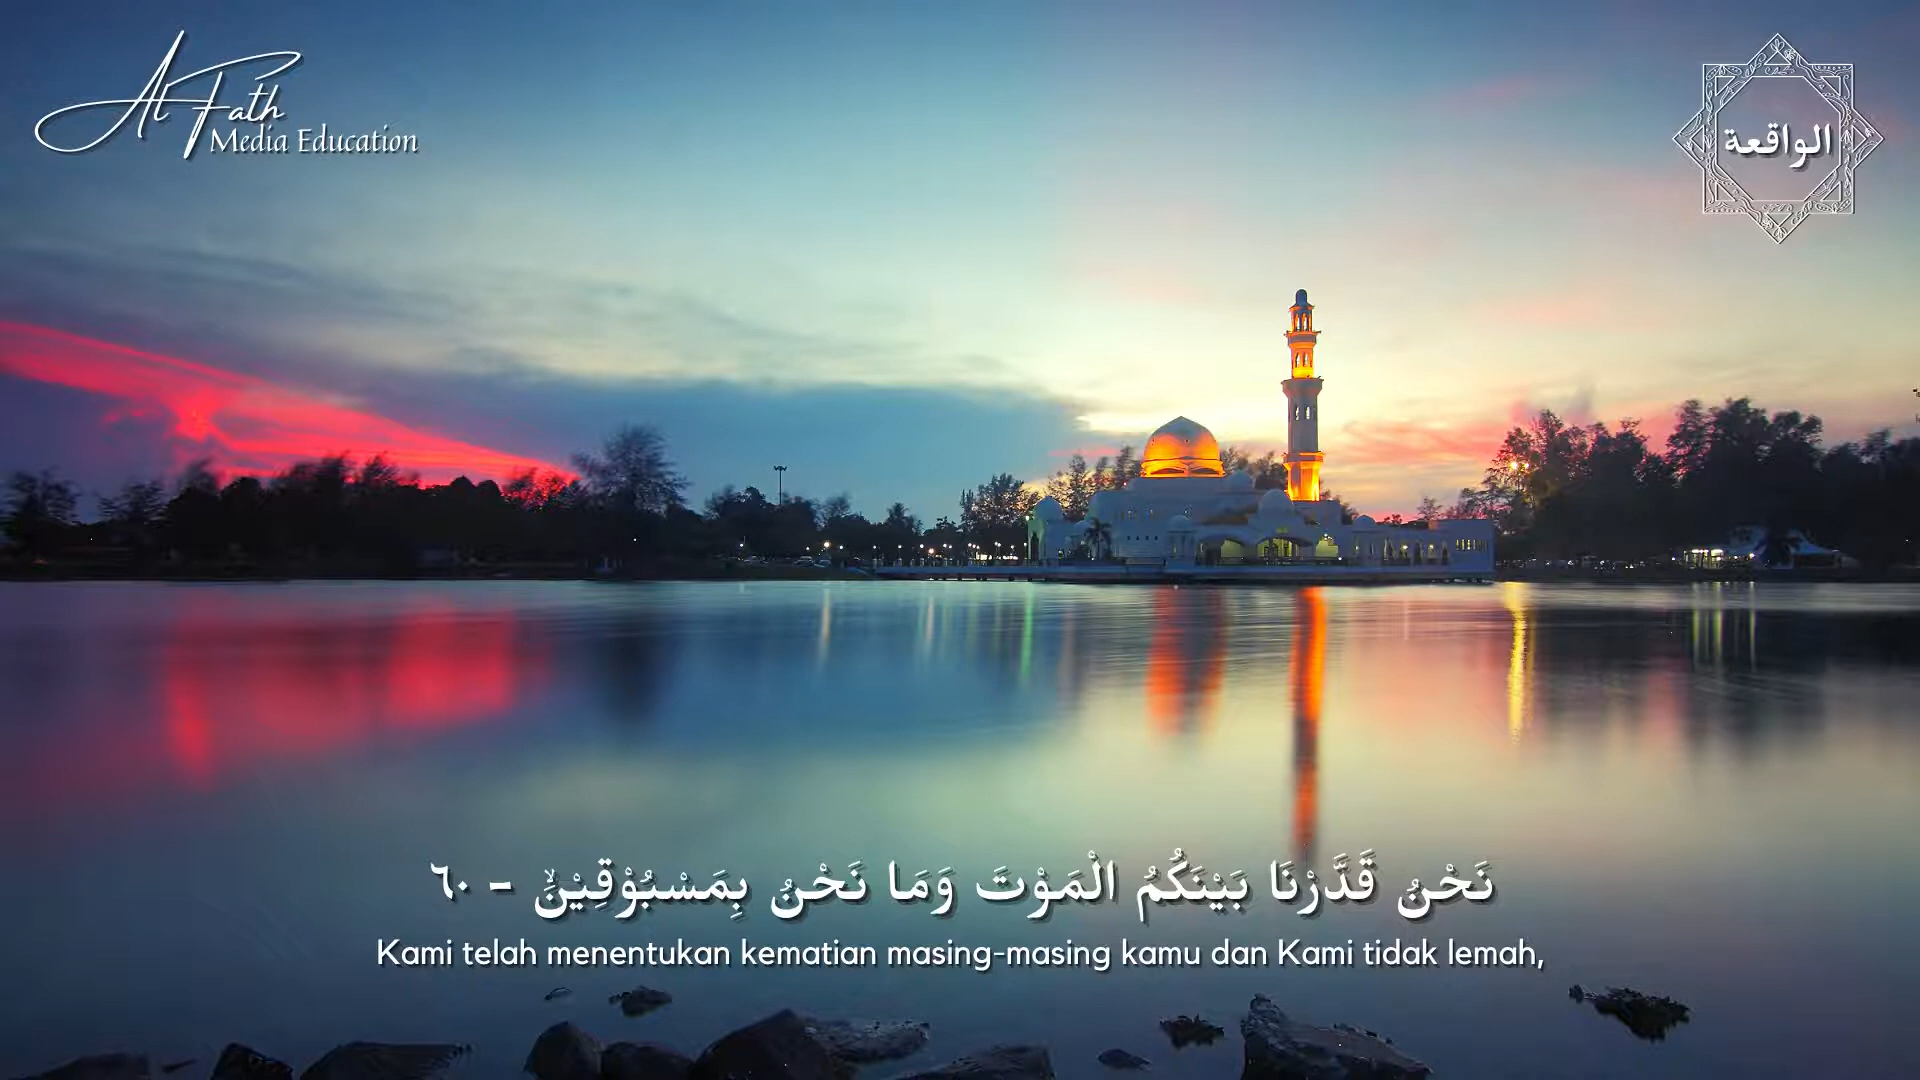 Al Fath
Media Education
الواقعة
نَحْنُ قَدَّرْنَا بَيْنَكُمُ الْمَوْتَ وَمَا نَحْنُ بِمَسْبُوْقِيْنَۙ - ٦٠
Kami telah menentukan kematian masing-masing kamu dan Kami tidak lemah,